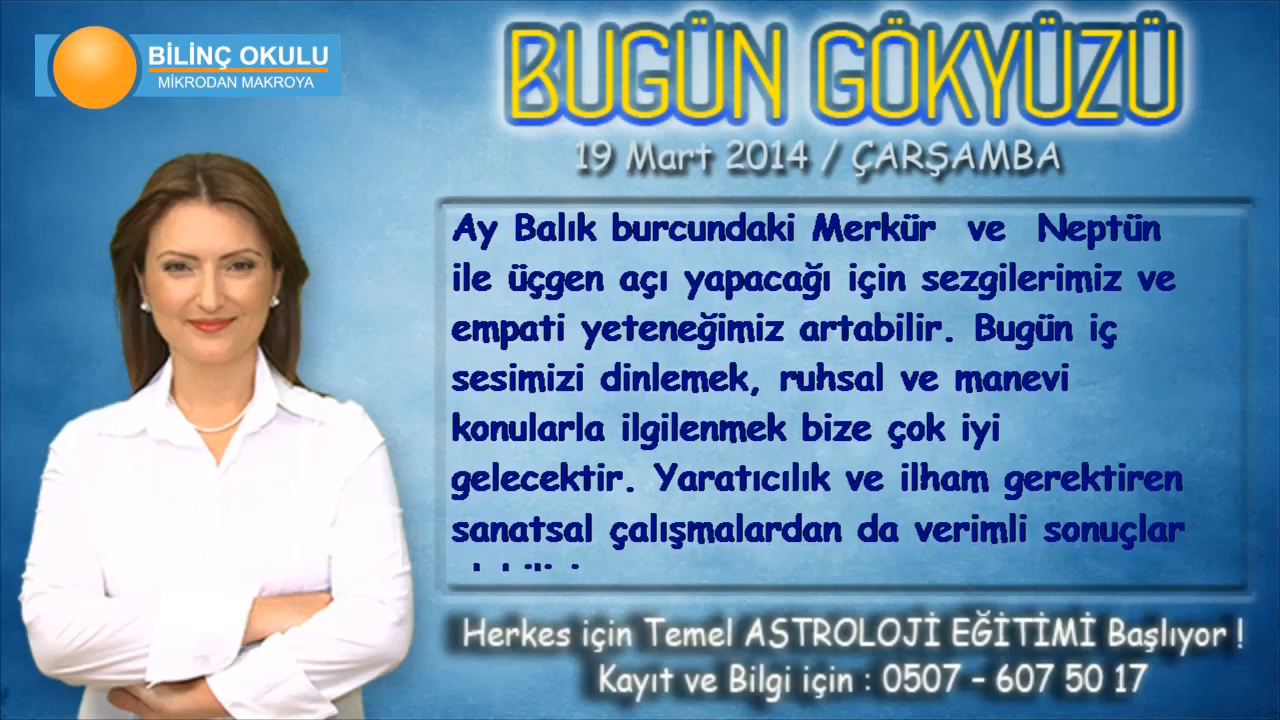 BİLİNÇ OKULU
MİKRODAN MAKROYA
BUGÜN GÖKYÜZÜ
19 Mart 2014 / ÇARŞAMBA
Ay Balık burcundaki Merkür ve Neptün
ile üçgen açı yapacağı için sezgilerimiz ve
empati yeteneğimiz artabilir. Bugün iç
sesimizi dinlemek, ruhsal ve manevi
konularla ilgilenmek bize çok iyi
gelecektir. Yaratıcılık ve ilham gerektiren
sanatsal çalışmalardan da verimli sonuçlar
Herkes için Temel ASTROLOJİ EĞİTİMİ Başlıyor !
Kayıt ve Bilgi için : 0507 – 607 50 17